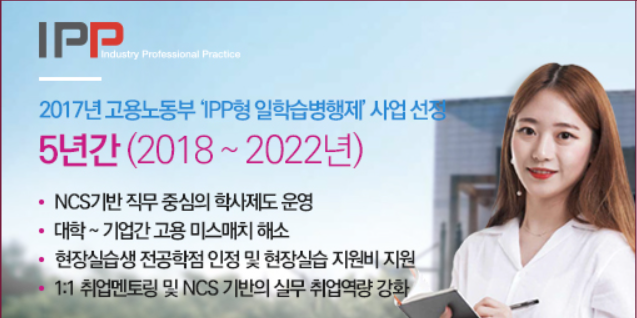 IPP
Industry Professional Practice
2017년 고용노동부 ‘IPP형 일학습병행제’ 사업 선정
5년간 (2018 ~ 2022년)
• NCS기반 직무 중심의 학사제도 운영
• 대학 ~ 기업간 고용 미스매치 해소
• 현장실습생 전공학점 인정 및 현장실습 지원비 지원
• 1:1 취업멘토링 및 NCS 기반의 실무 취업역량 강화